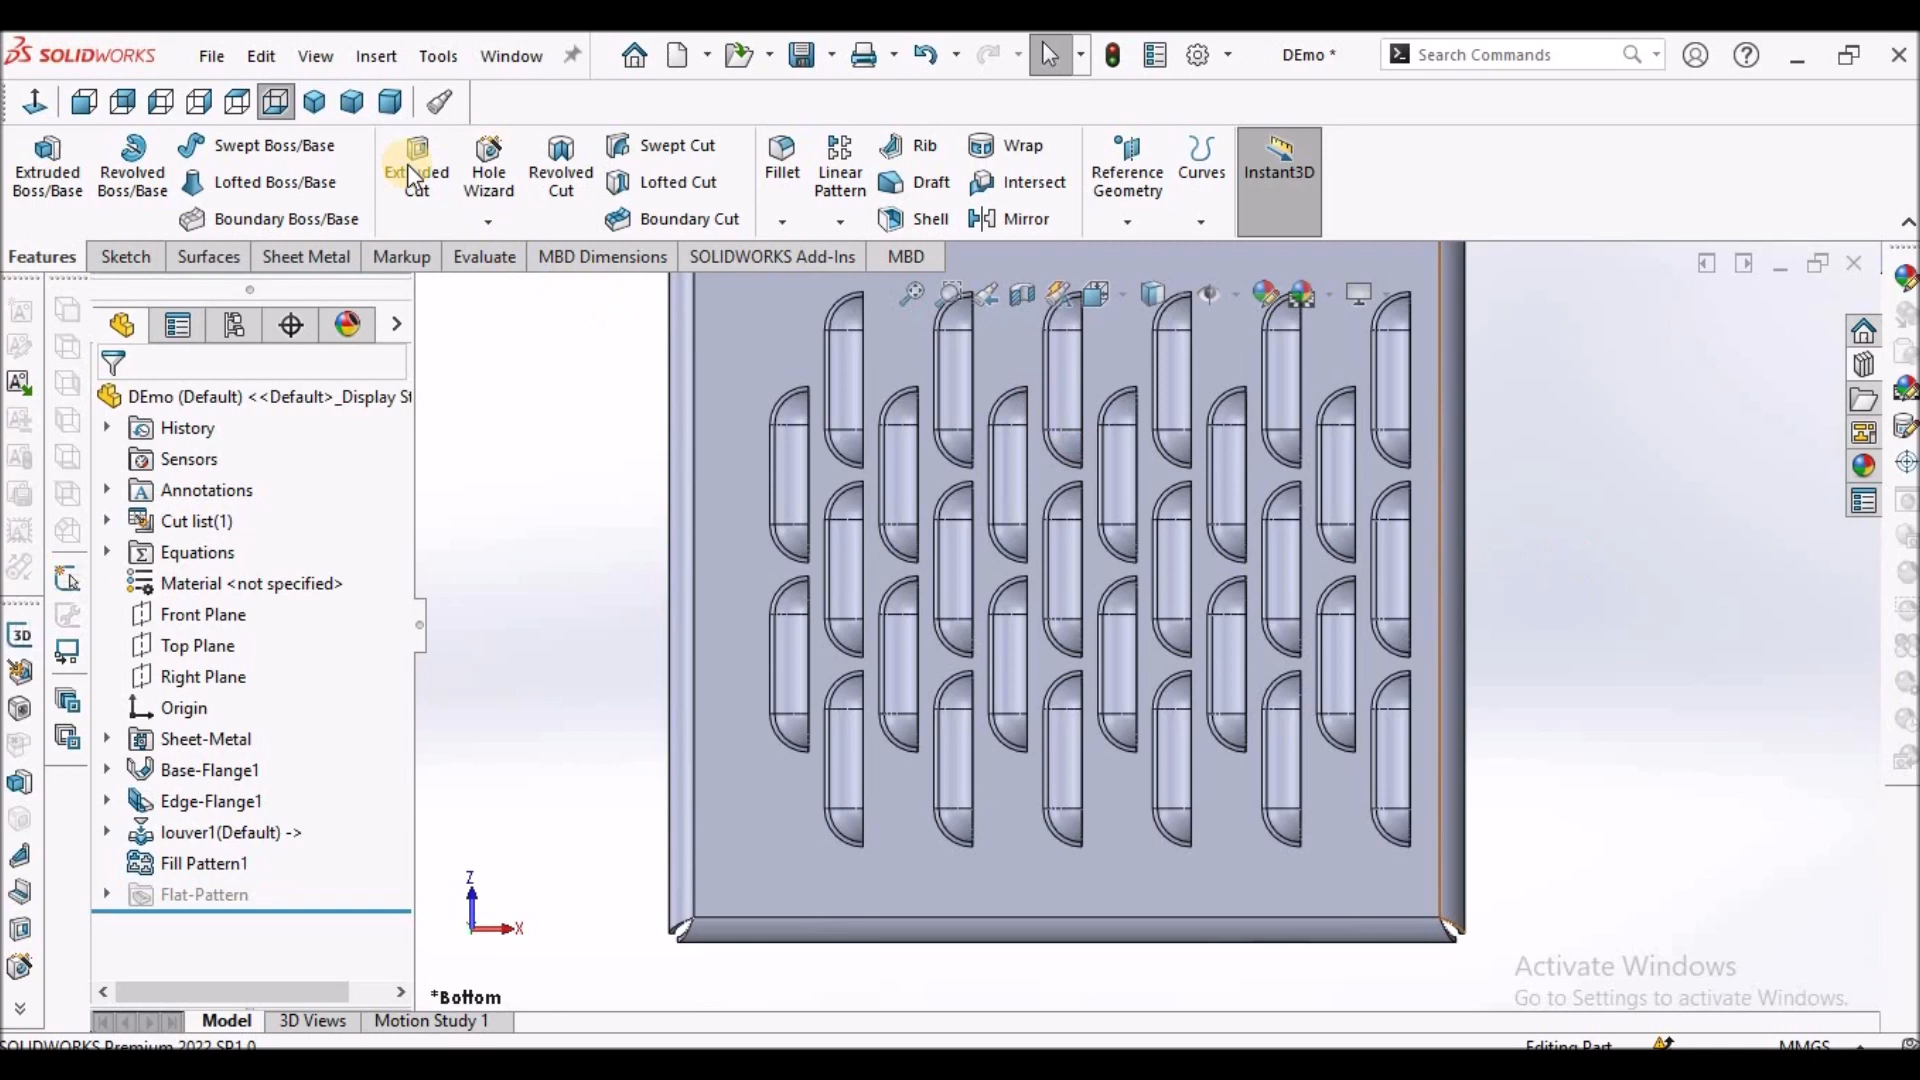 SOLIDWORKS
File Edit View Insert Tools Window
DEmo *
Search Commands
Extruded Boss/Base
Revolved Boss/Base
Swept Boss/Base
Lofted Boss/Base
Boundary Boss/Base
Extruded Cut
Hole Wizard
Revolved Cut
Swept Cut
Lofted Cut
Boundary Cut
Fillet
Linear Pattern
Rib
Draft
Shell
Wrap
Intersect
Mirror
Reference Geometry
Curves
Instant3D
Features Sketch Surfaces Sheet Metal Markup Evaluate MBD Dimensions SOLIDWORKS Add-Ins MBD
DEmo (Default) <<Default>_Display St
History
Sensors
Annotations
Cut list(1)
Equations
Material <not specified>
Front Plane
Top Plane
Right Plane
Origin
Sheet-Metal
Base-Flange1
Edge-Flange1
louver1(Default) ->
Fill Pattern1
Flat-Pattern
3D
Z
X
*Bottom
Activate Windows
Go to Settings to activate Windows.
Model 3D Views Motion Study 1
SOLIDWORKS Premium 2022 SP1.0
Editing Part
MMGS